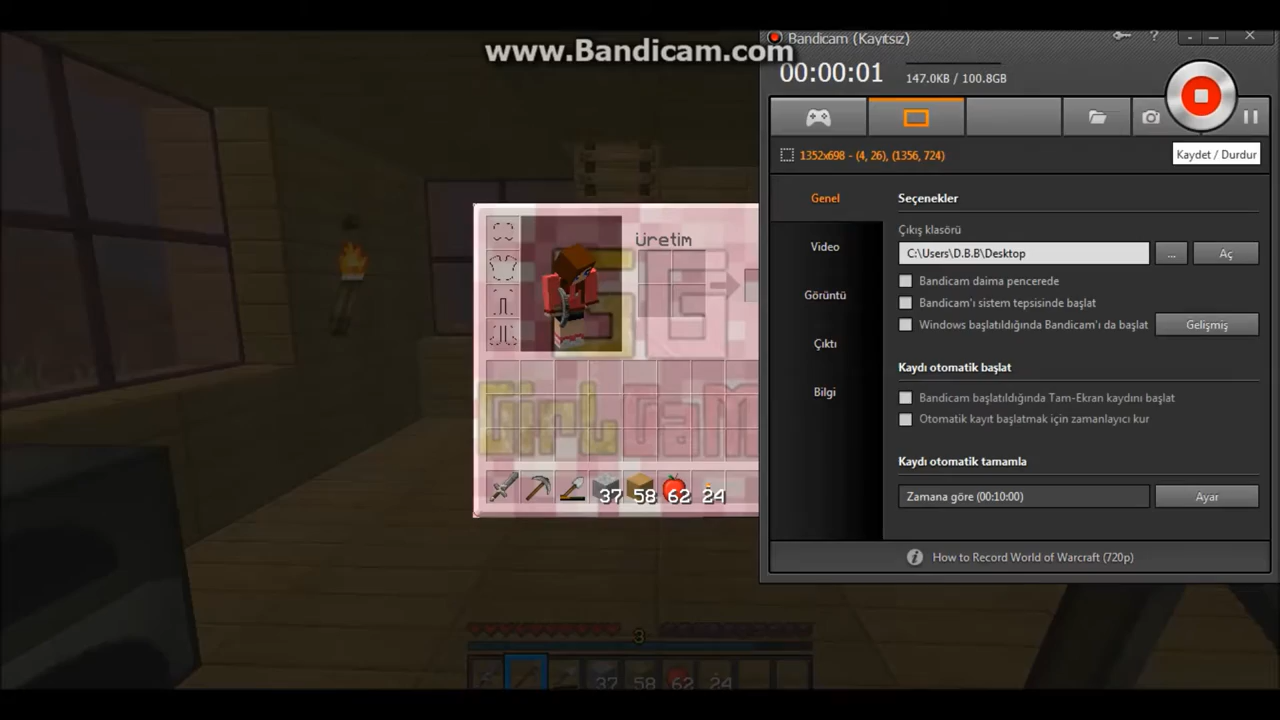 www.Bandicam.com
Bandicam (Kayıtsız)
00:00:01
147.0KB / 100.8GB
1352x698 - (4, 26), (1356, 724)
Kaydet / Durdur
Genel
Video
Görüntü
Çıktı
Bilgi
Seçenekler
Çıkış klasörü
C:\Users\D.B.B\Desktop
...
Aç
Bandicam daima pencerede
Bandicam'ı sistem tepsisinde başlat
Windows başlatıldığında Bandicam'ı da başlat
Gelişmiş
Kaydı otomatik başlat
Bandicam başlatıldığında Tam-Ekran kaydını başlat
Otomatik kayıt başlatmak için zamanlayıcı kur
Kaydı otomatik tamamla
Zamana göre (00:10:00)
Ayar
How to Record World of Warcraft (720p)
Üretim
GirL GaM
37 58 62 24
3
37 58 62 24